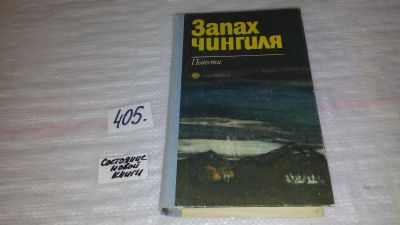 Запах
чингиля
Повести
405.
Состояние
новой
книги